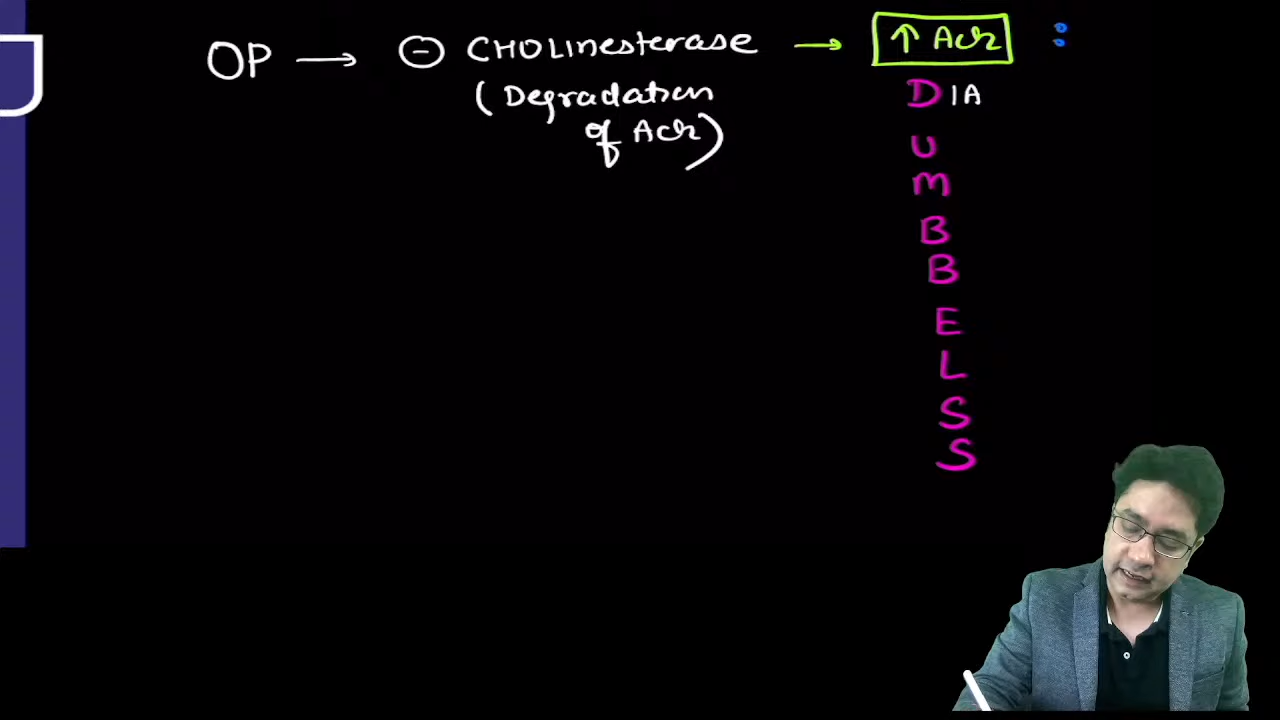 OP → ⊖ CHOLinesterase → ↑ Ach :
(Degradation
of Ach)
DIA
U
M
B
B
E
L
S
S